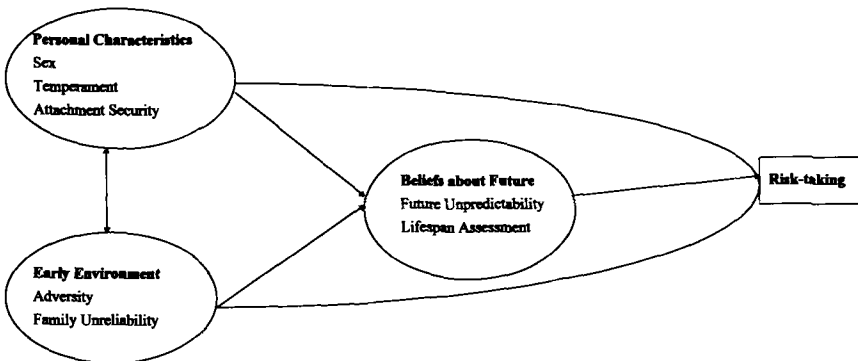 Personal Characteristics
Sex
Temperament
Attachment Security
Beliefs about Future
Future Unpredictability
Lifespan Assessment
Risk-taking
Early Environment
Adversity
Family Unreliability